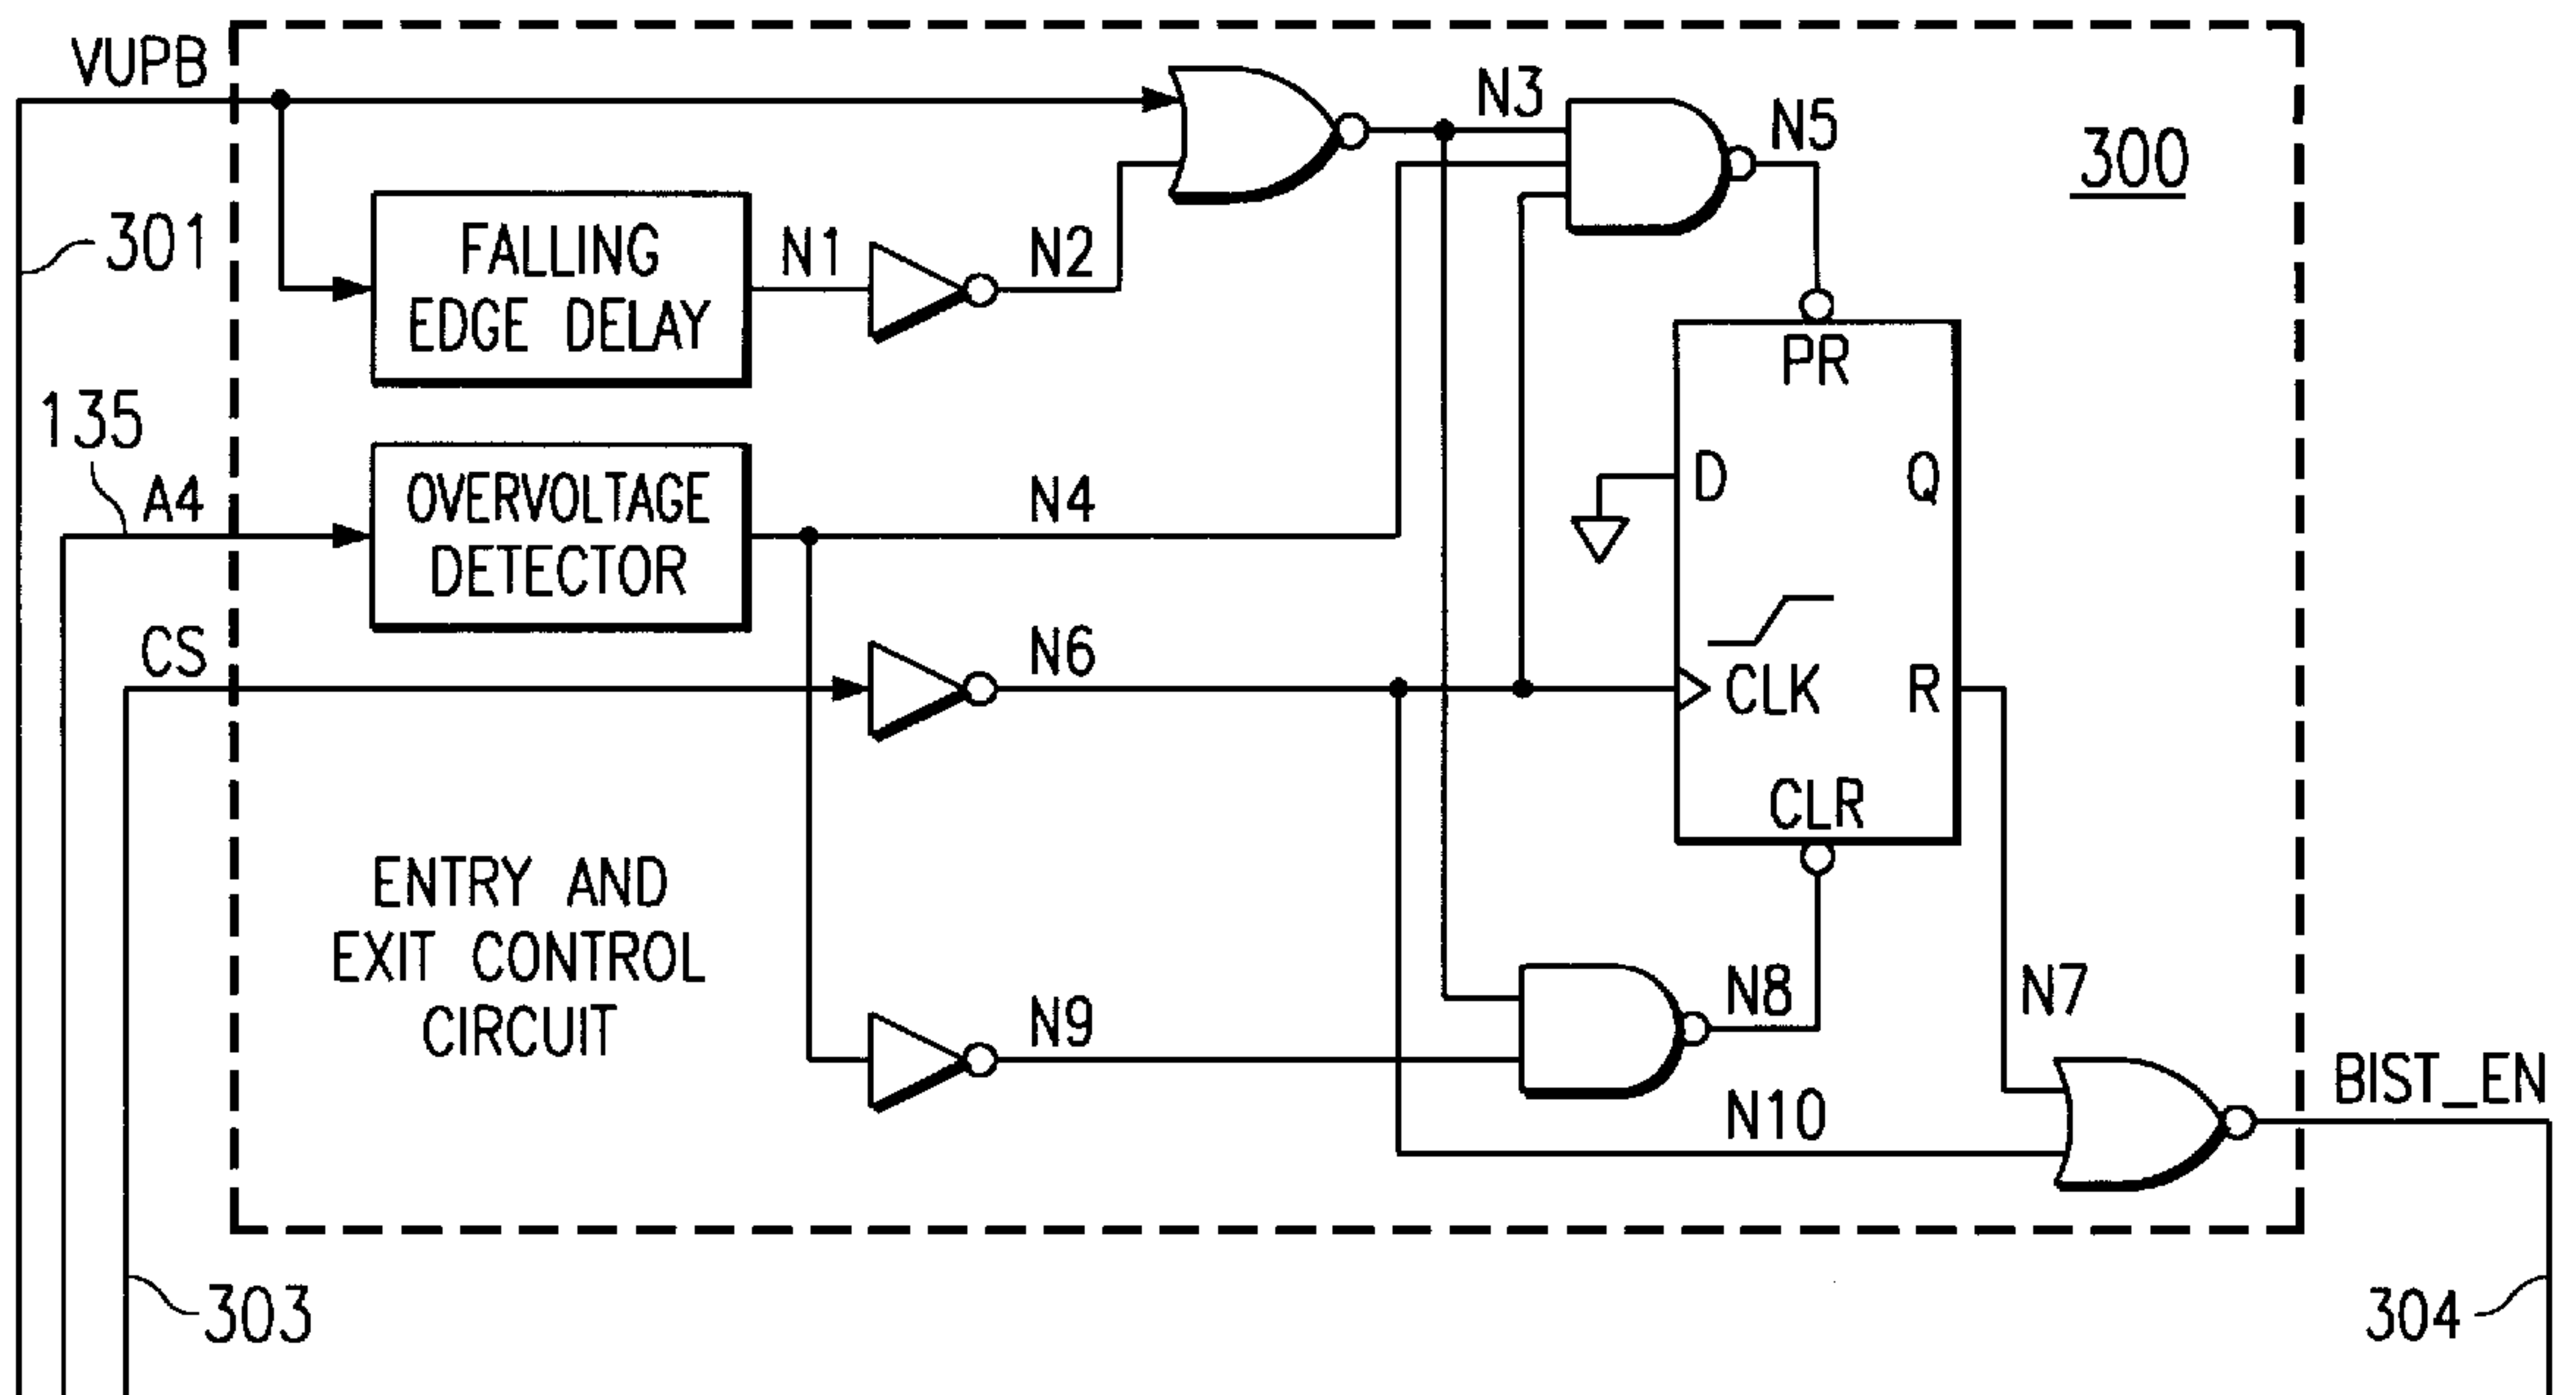 VUPB
N3
N5
300
301
FALLING
EDGE DELAY
N1
N2
PR
135
A4
OVERVOLTAGE
DETECTOR
N4
D
Q
CS
N6
CLK
R
CLR
ENTRY AND
EXIT CONTROL
CIRCUIT
N9
N8
N7
N10
BIST_EN
303
304